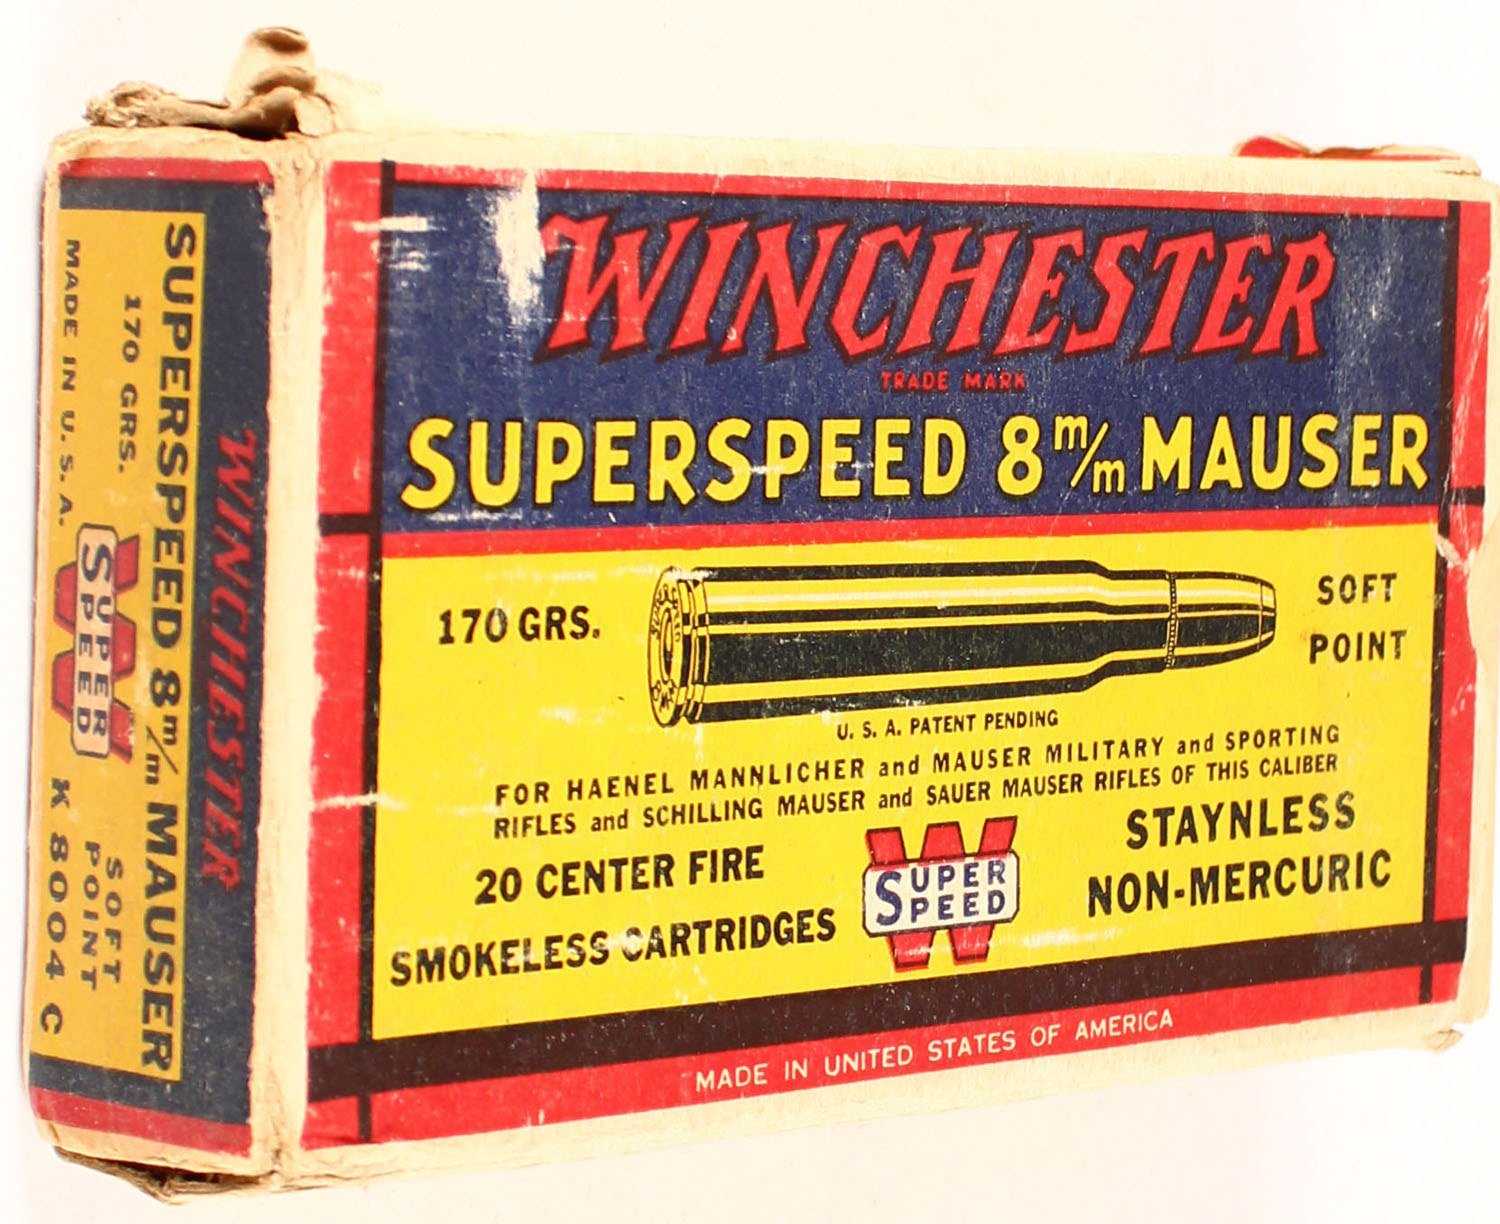 WINCHESTER
TRADE MARK
SUPERSPEED 8m/m MAUSER
170 GRS.
SOFT
POINT
U. S. A. PATENT PENDING
FOR HAENEL MANNLICHER and MAUSER MILITARY and SPORTING
RIFLES and SCHILLING MAUSER and SAUER MAUSER RIFLES OF THIS CALIBER
20 CENTER FIRE
SMOKELESS CARTRIDGES
W
SUPER
SPEED
STAYNLESS
NON-MERCURIC
MADE IN UNITED STATES OF AMERICA
WINCHESTER
SUPERSPEED 8m/m MAUSER
170 GRS.
MADE IN U. S. A.
W
SUPER
SPEED
SOFT
POINT
K 8004 C